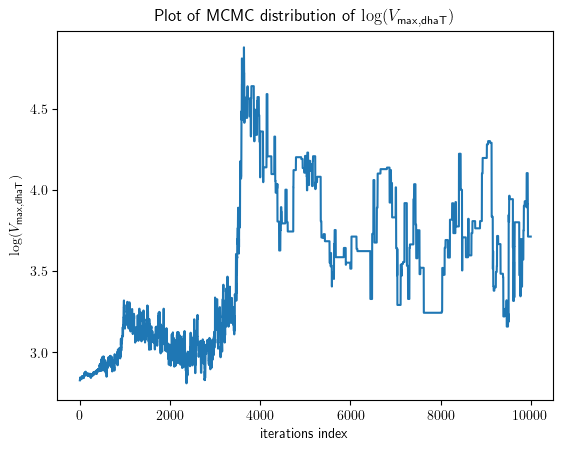 Plot of MCMC distribution of log(V_max,dhaT)
log(V_max,dhaT)
4.5
4.0
3.5
3.0
0 2000 4000 6000 8000 10000
iterations index